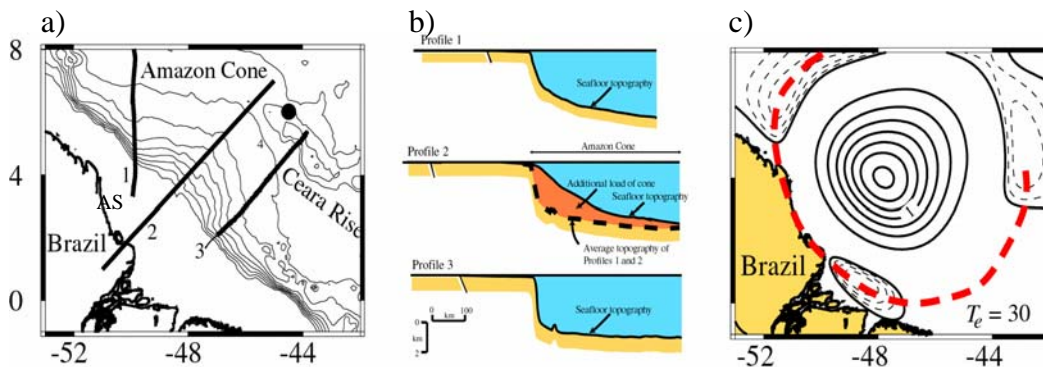 a)
8
4
0
-52
-48
-44
Amazon Cone
Ceara Rise
Brazil
AS
1
2
3
4
b)
Profile 1
Seafloor topography
Profile 2
Amazon Cone
Additional load of cone
Seafloor topography
Average topography of
Profiles 1 and 2
Profile 3
Seafloor topography
0 100
km
0
km
2
c)
Brazil
Te = 30
-52
-48
-44